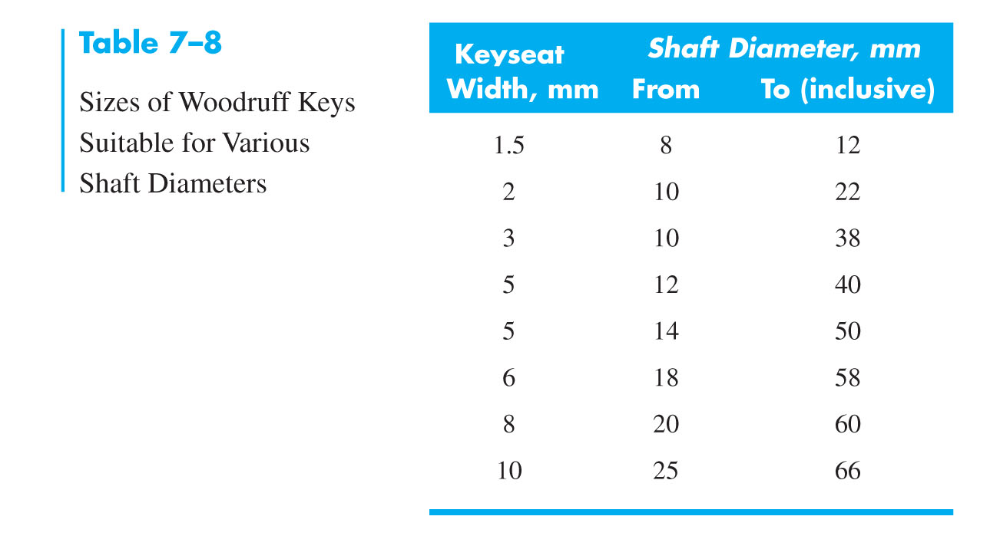 Table 7–8
Sizes of Woodruff Keys
Suitable for Various
Shaft Diameters
Keyseat Shaft Diameter, mm
Width, mm From To (inclusive)
1.5 8 12
2 10 22
3 10 38
5 12 40
5 14 50
6 18 58
8 20 60
10 25 66